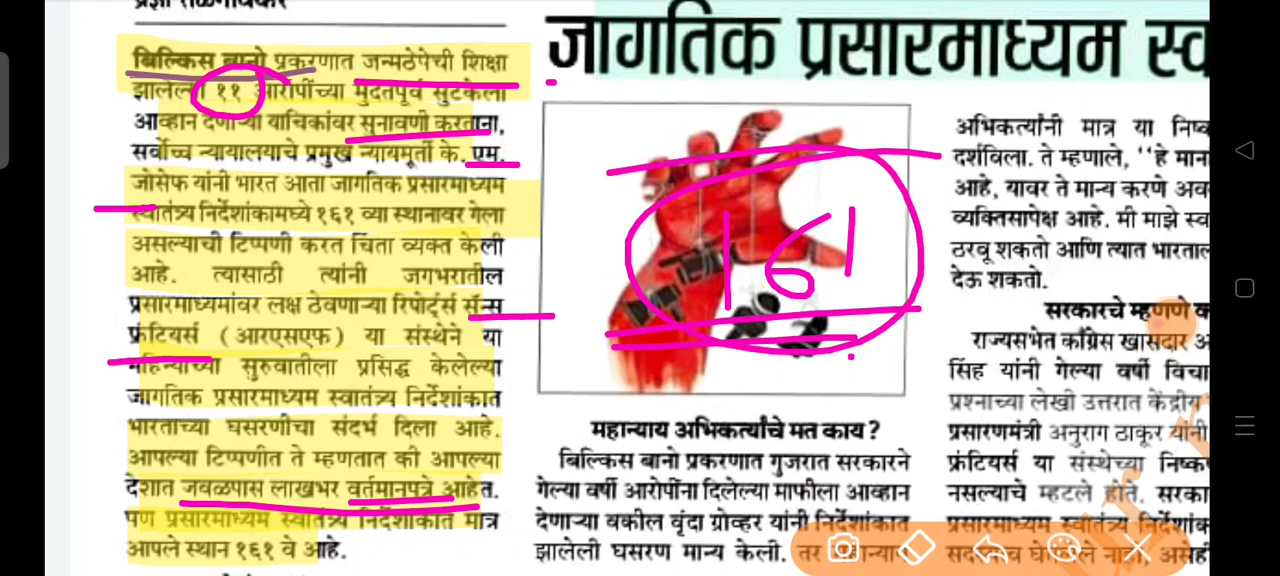 जागतिक प्रसारमाध्यम स्व
बिल्किस बानो प्रकरणात जन्मठेपेची शिक्षा
झालेल्या ११ आरोपींच्या मुदतपूर्व सुटकेला
आव्हान देणाऱ्या याचिकांवर सुनावणी करताना,
सर्वोच्च न्यायालयाचे प्रमुख न्यायमूर्ती के. एम.
जोसेफ यांनी भारत आता जागतिक प्रसारमाध्यम
स्वातंत्र्य निर्देशांकामध्ये १६१ व्या स्थानावर गेला
असल्याची टिप्पणी करत चिंता व्यक्त केली
आहे. त्यासाठी त्यांनी जगभरातील
प्रसारमाध्यमांवर लक्ष ठेवणाऱ्या रिपोर्ट्स सॅन्स
फ्रंटियर्स (आरएसएफ) या संस्थेने या
महिन्याच्या सुरुवातीला प्रसिद्ध केलेल्या
जागतिक प्रसारमाध्यम स्वातंत्र्य निर्देशांकात
भारताच्या घसरणीचा संदर्भ दिला आहे.
आपल्या टिप्पणीत ते म्हणतात की आपल्या
देशात जवळपास लाखभर वर्तमानपत्रे आहेत.
पण प्रसारमाध्यम स्वातंत्र्य निर्देशांकात मात्र
आपले स्थान १६१ वे आहे.
161
महान्याय अभिकर्त्यांचे मत काय?
बिल्किस बानो प्रकरणात गुजरात सरकारने
गेल्या वर्षी आरोपींना दिलेल्या माफीला आव्हान
देणाऱ्या वकील वृंदा ग्रोव्हर यांनी निर्देशांकात
झालेली घसरण मान्य केली. तर
अभिकर्त्यांनी मात्र या निष्क
दर्शविला. ते म्हणाले, ''हे मान
आहे, यावर ते मान्य करणे अव
व्यक्तिसापेक्ष आहे. मी माझे स्व
ठरवू शकतो आणि त्यात भारताल
देऊ शकतो.
सरकारचे म्हणणे क
राज्यसभेत काँग्रेस खासदार अ
सिंह यांनी गेल्या वर्षी विचा
प्रश्नाच्या लेखी उत्तरात केंद्रीय
प्रसारणमंत्री अनुराग ठाकूर यांनी
फ्रंटियर्स या संस्थेच्या निष्क
नसल्याचे म्हटले होते. सरका
प्रसारमाध्यम स्वातंत्र्य निर्देशांक